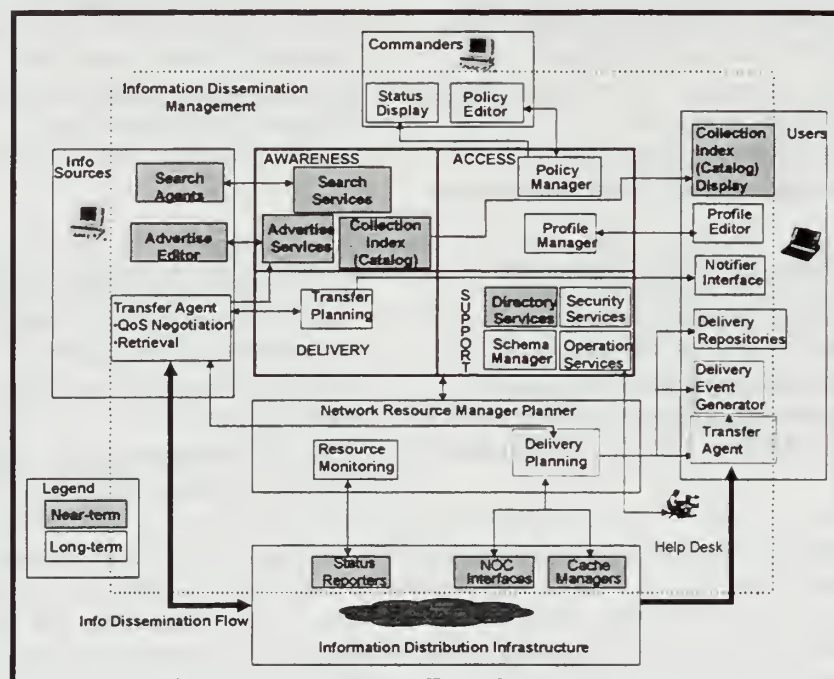 Commanders
Information Dissemination
Management
Status
Display
Policy
Editor
Info
Sources
Search
Agents
Advertise
Editor
Transfer Agent
·QoS Negotiation
·Retrieval
AWARENESS
Search
Services
Advertise
Services
Collection
Index
(Catalog)
ACCESS
Policy
Manager
Profile
Manager
Transfer
Planning
DELIVERY
SUPPORT
Directory
Services
Security
Services
Schema
Manager
Operation
Services
Users
Collection
Index
(Catalog)
Display
Profile
Editor
Notifier
Interface
Delivery
Repositories
Delivery
Event
Generator
Transfer
Agent
Network Resource Manager Planner
Resource
Monitoring
Delivery
Planning
Legend
Near-term
Long-term
Help Desk
Status
Reporters
NOC
Interfaces
Cache
Managers
Info Dissemination Flow
Information Distribution Infrastructure